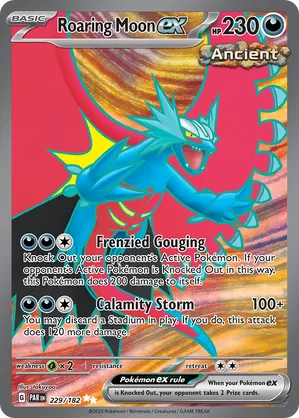 BASIC
Roaring Moon ex HP 230
Ancient
Frenzied Gouging
Knock Out your opponent's Active Pokémon. If your
opponent's Active Pokémon is Knocked Out in this way,
this Pokémon does 200 damage to itself.
Calamity Storm 100+
You may discard a Stadium in play. If you do, this attack
does 120 more damage.
weakness ×2 resistance retreat
Pokémon ex rule When your Pokémon ex
is Knocked Out, your opponent takes 2 Prize cards.
Illus. rokuyou
G PAR EN 229/182
©2023 Pokémon / Nintendo / Creatures / GAME FREAK